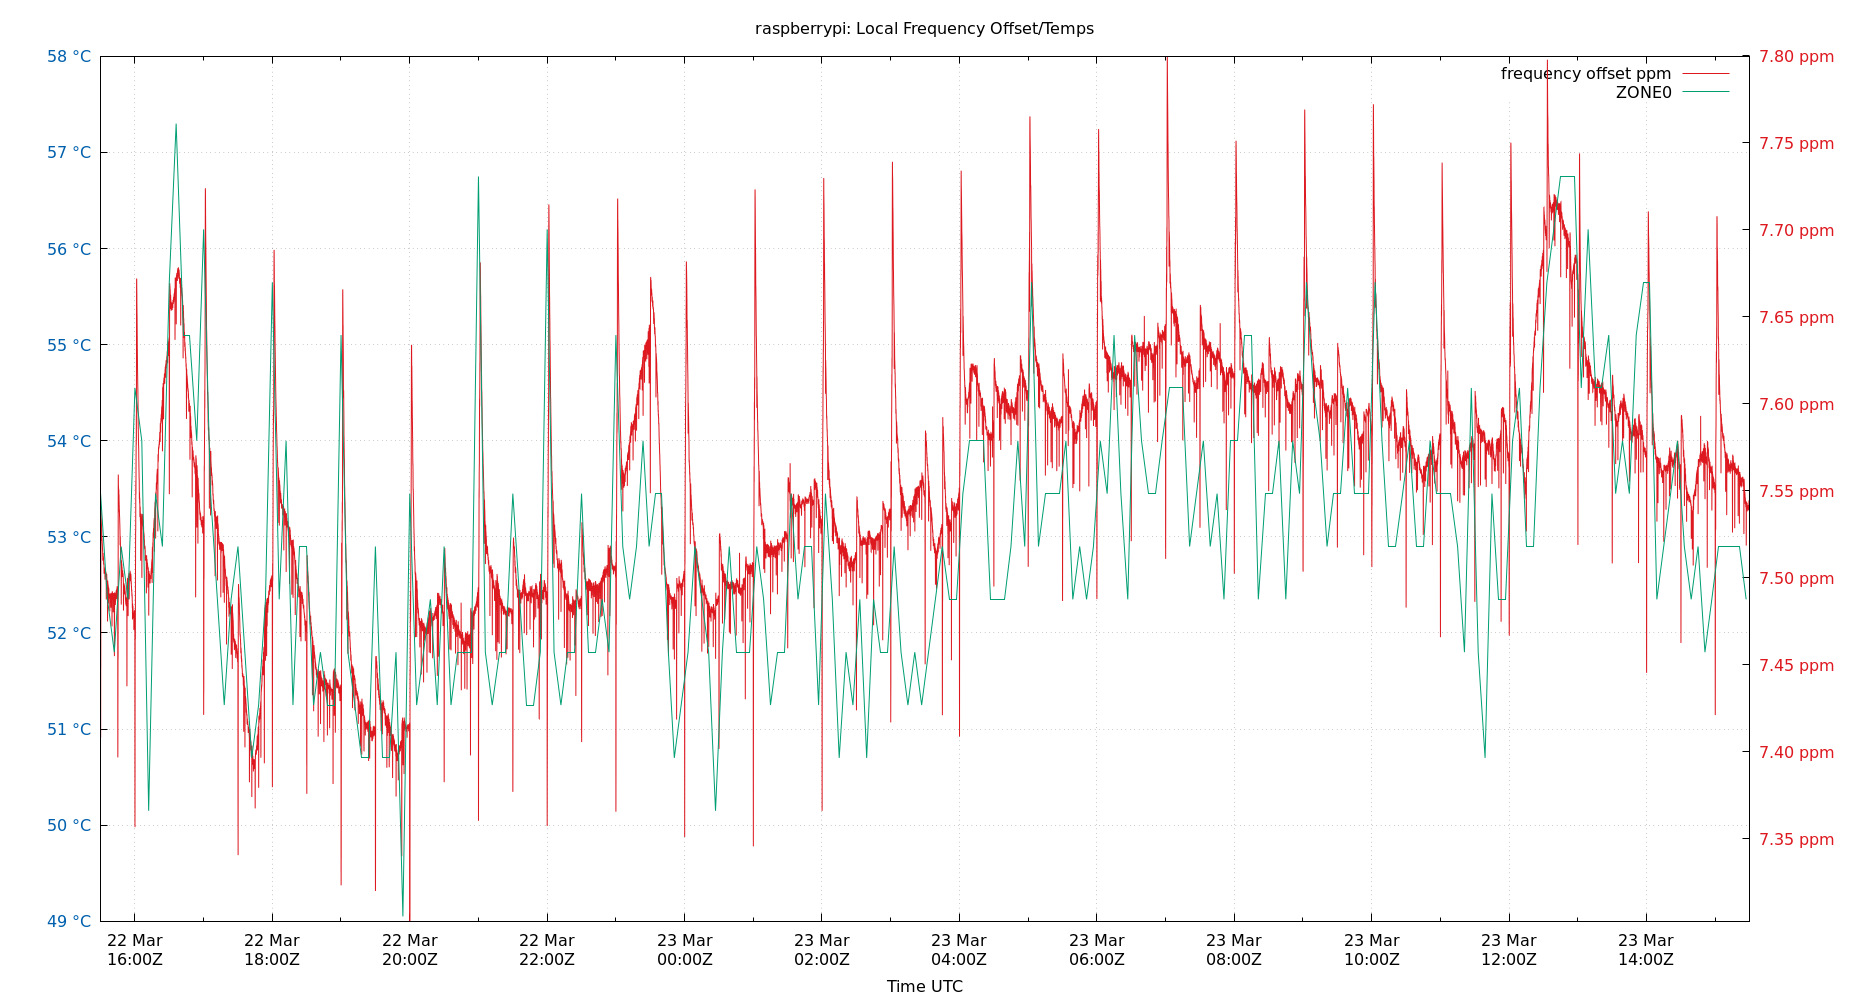 raspberrypi: Local Frequency Offset/Temps
58 °C
57 °C
56 °C
55 °C
54 °C
53 °C
52 °C
51 °C
50 °C
49 °C
7.80 ppm
7.75 ppm
7.70 ppm
7.65 ppm
7.60 ppm
7.55 ppm
7.50 ppm
7.45 ppm
7.40 ppm
7.35 ppm
frequency offset ppm
ZONE0
22 Mar
16:00Z
22 Mar
18:00Z
22 Mar
20:00Z
22 Mar
22:00Z
23 Mar
00:00Z
23 Mar
02:00Z
23 Mar
04:00Z
23 Mar
06:00Z
23 Mar
08:00Z
23 Mar
10:00Z
23 Mar
12:00Z
23 Mar
14:00Z
Time UTC